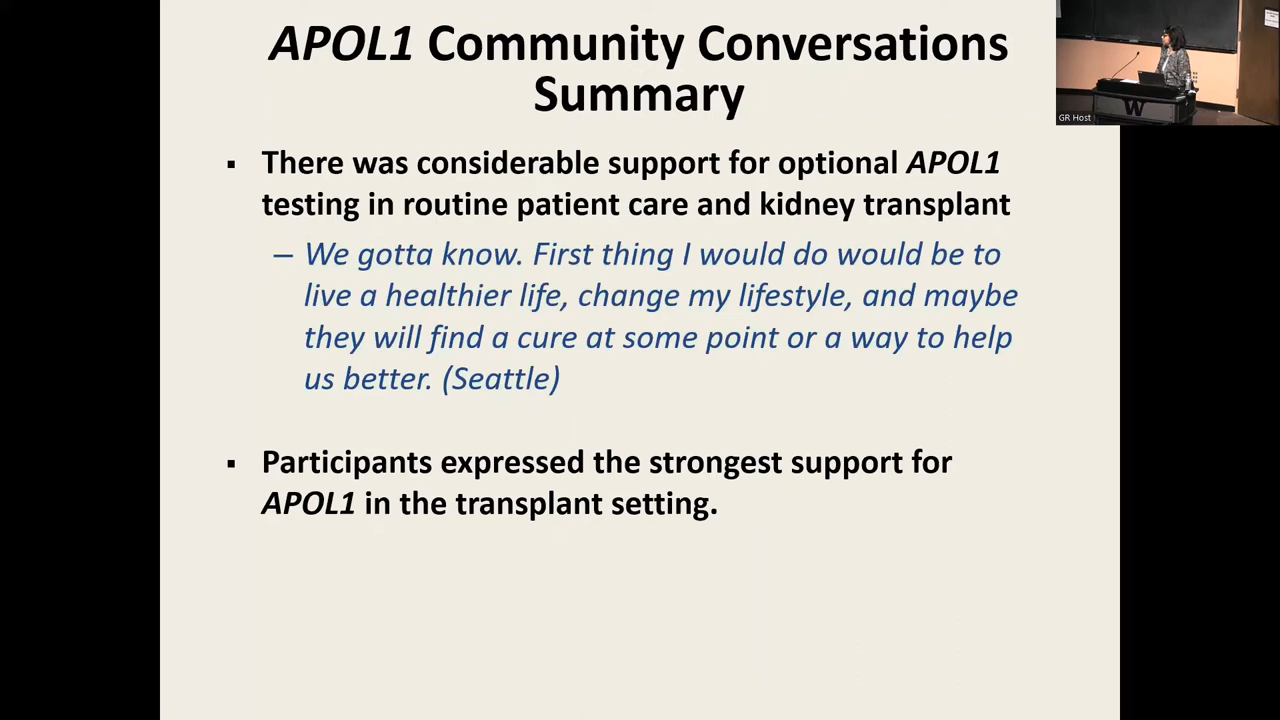 APOL1 Community Conversations
Summary
▪ There was considerable support for optional APOL1
testing in routine patient care and kidney transplant
– We gotta know. First thing I would do would be to
live a healthier life, change my lifestyle, and maybe
they will find a cure at some point or a way to help
us better. (Seattle)
▪ Participants expressed the strongest support for
APOL1 in the transplant setting.
W
GR Host